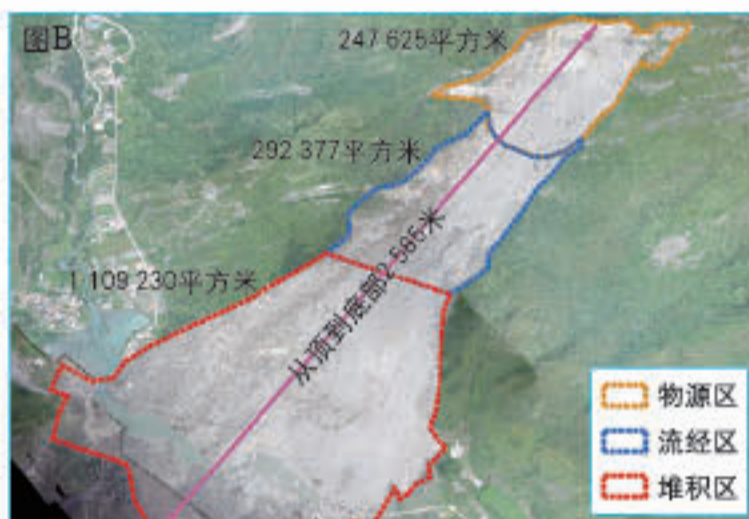 图B
247 625平方米
292 377平方米
1 109 230平方米
从顶到底部2 585米
物源区
流经区
堆积区